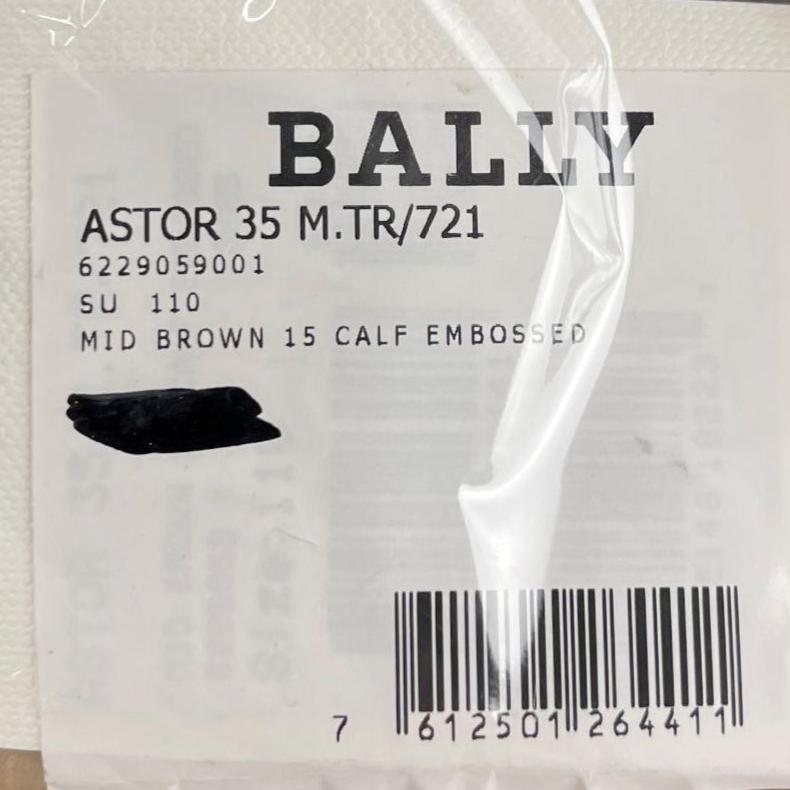 BALLY
ASTOR 35 M.TR/721
6229059001
SU 110
MID BROWN 15 CALF EMBOSSED
7 612501 264411